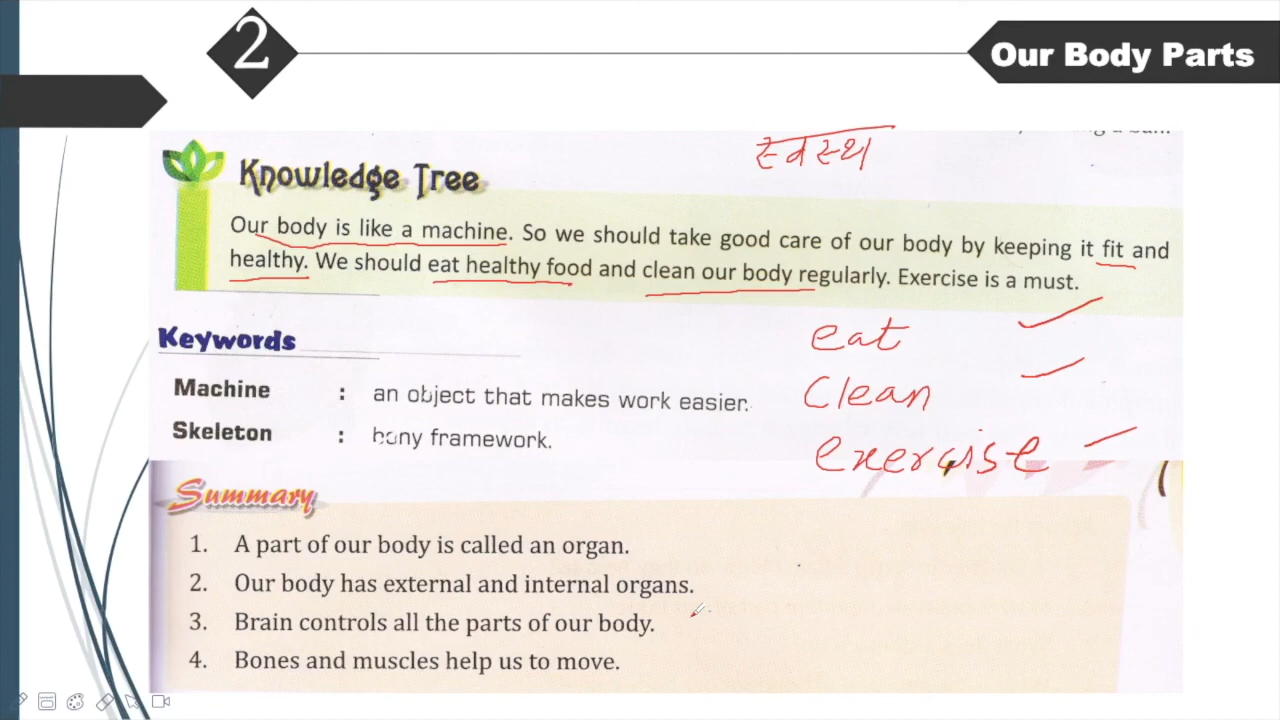 2
Our Body Parts
स्वस्थ
Knowledge Tree
Our body is like a machine. So we should take good care of our body by keeping it fit and
healthy. We should eat healthy food and clean our body regularly. Exercise is a must.
Keywords
eat
Machine : an object that makes work easier.
Clean
Skeleton : bony framework.
exercise
Summary
1. A part of our body is called an organ.
2. Our body has external and internal organs.
3. Brain controls all the parts of our body.
4. Bones and muscles help us to move.